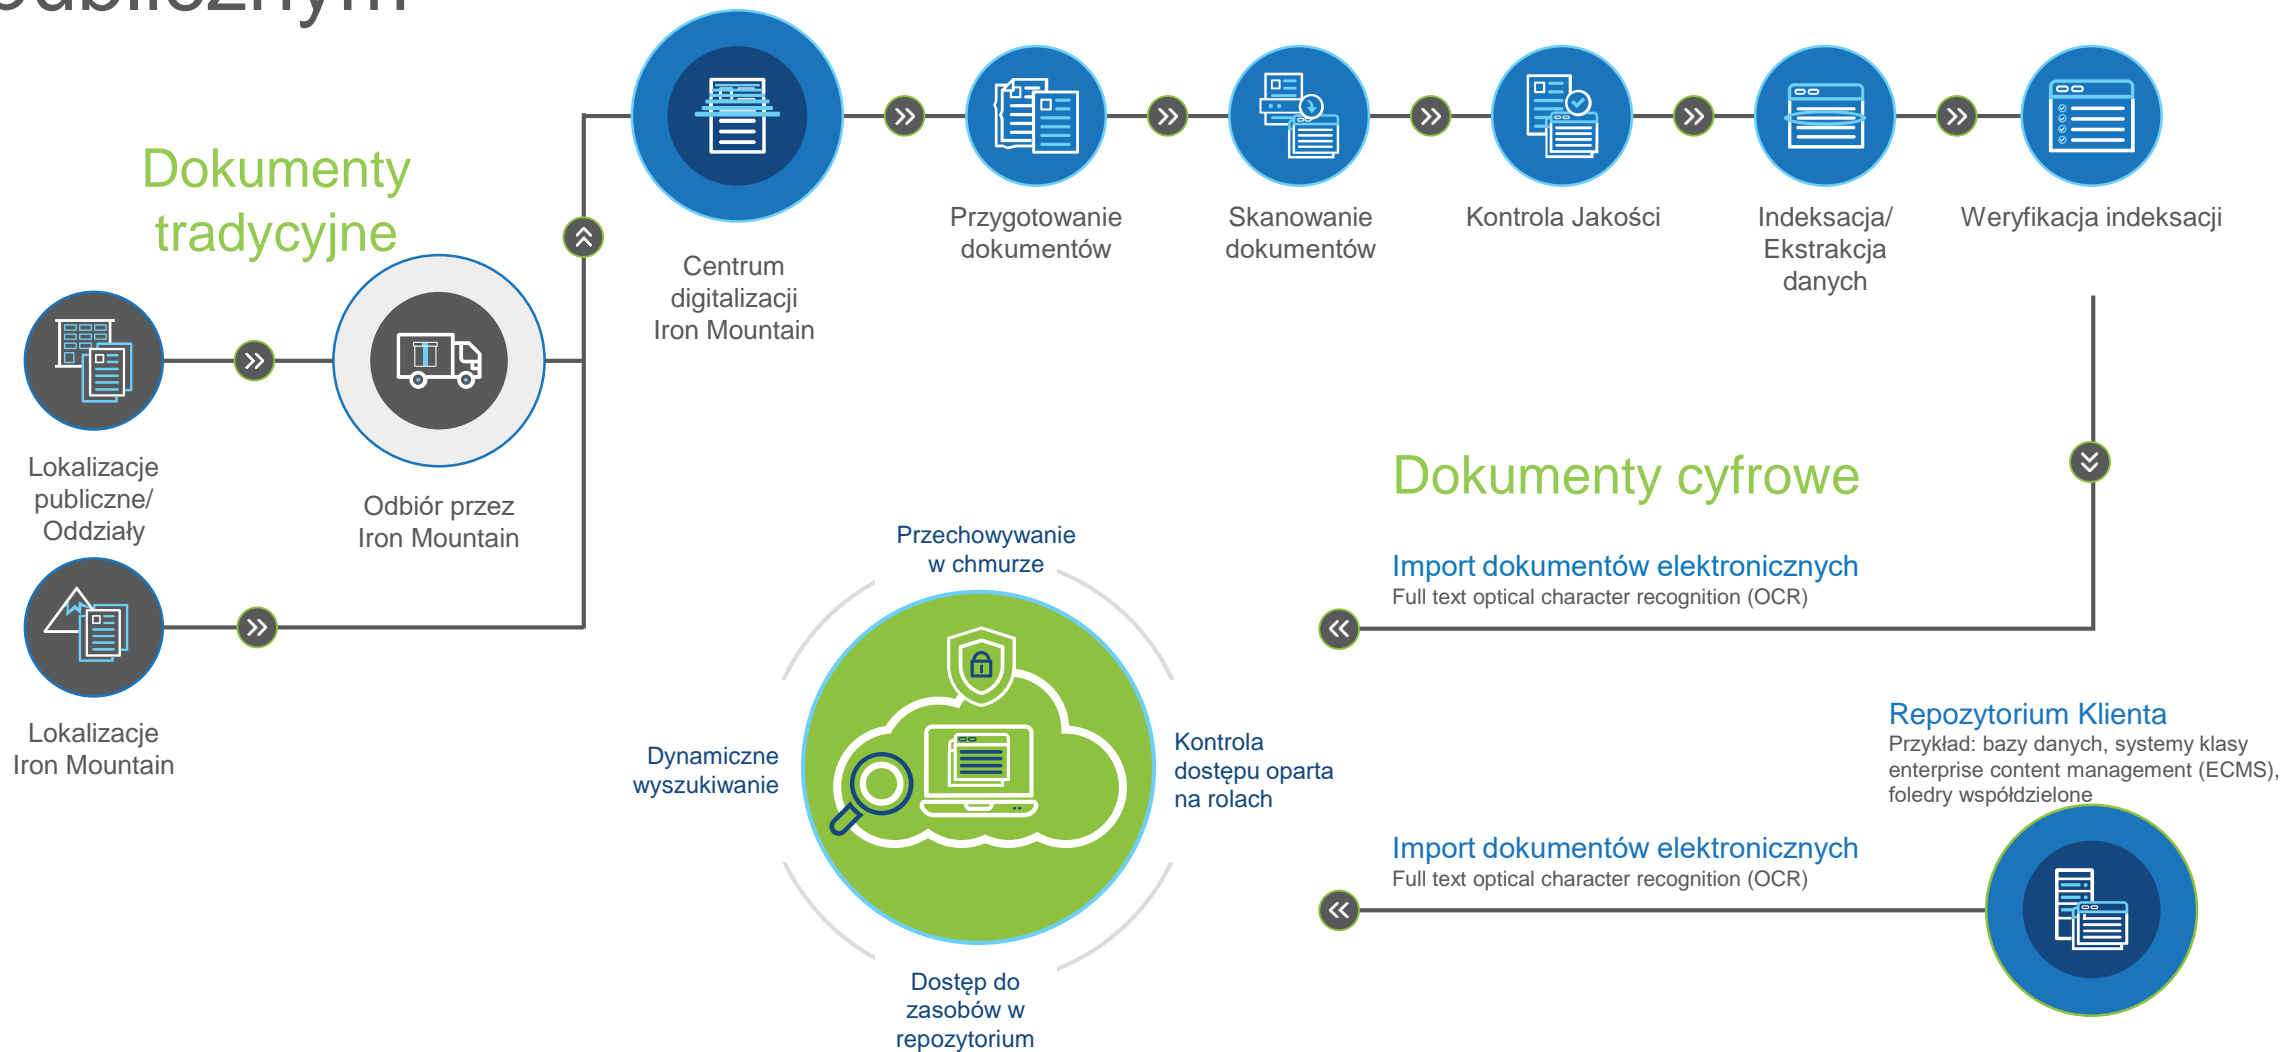 publicznym
Dokumenty
tradycyjne
Lokalizacje
publiczne/
Oddziały
Odbiór przez
Iron Mountain
Lokalizacje
Iron Mountain
Centrum
digitalizacji
Iron Mountain
Przygotowanie
dokumentów
Skanowanie
dokumentów
Kontrola Jakości
Indeksacja/
Ekstrakcja
danych
Weryfikacja indeksacji
Dokumenty cyfrowe
Import dokumentów elektronicznych
Full text optical character recognition (OCR)
Repozytorium Klienta
Przykład: bazy danych, systemy klasy
enterprise content management (ECMS),
foledry współdzielone
Import dokumentów elektronicznych
Full text optical character recognition (OCR)
Przechowywanie
w chmurze
Dynamiczne
wyszukiwanie
Kontrola
dostępu oparta
na rolach
Dostęp do
zasobów w
repozytorium